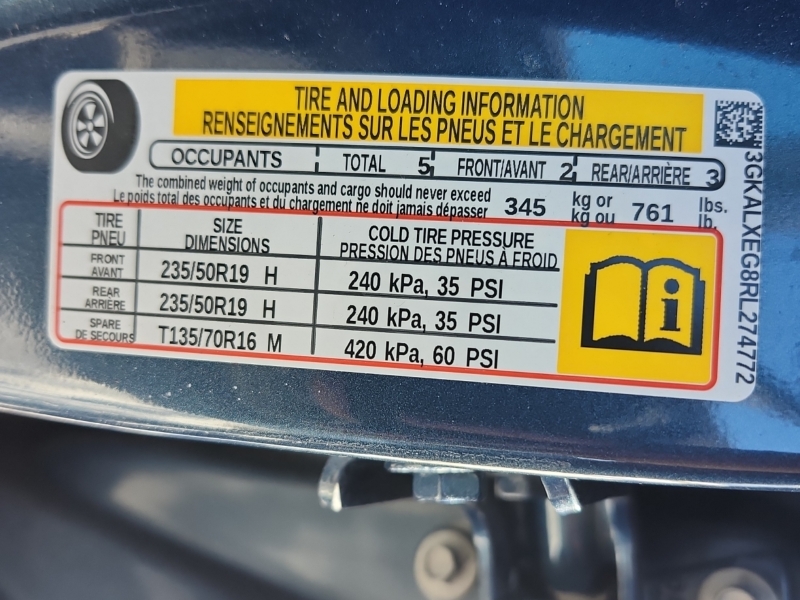 TIRE AND LOADING INFORMATION
RENSEIGNEMENTS SUR LES PNEUS ET LE CHARGEMENT
OCCUPANTS TOTAL 5 FRONT/AVANT 2 REAR/ARRIÈRE 3
The combined weight of occupants and cargo should never exceed
Le poids total des occupants et du chargement ne doit jamais dépasser
345 kg or 761 lbs.
kg ou lb.
TIRE SIZE COLD TIRE PRESSURE
PNEU DIMENSIONS PRESSION DES PNEUS À FROID
FRONT
AVANT 235/50R19 H 240 kPa, 35 PSI
REAR
ARRIÈRE 235/50R19 H 240 kPa, 35 PSI
SPARE
DE SECOURS T135/70R16 M 420 kPa, 60 PSI
i
3GKALXEG8RL274772